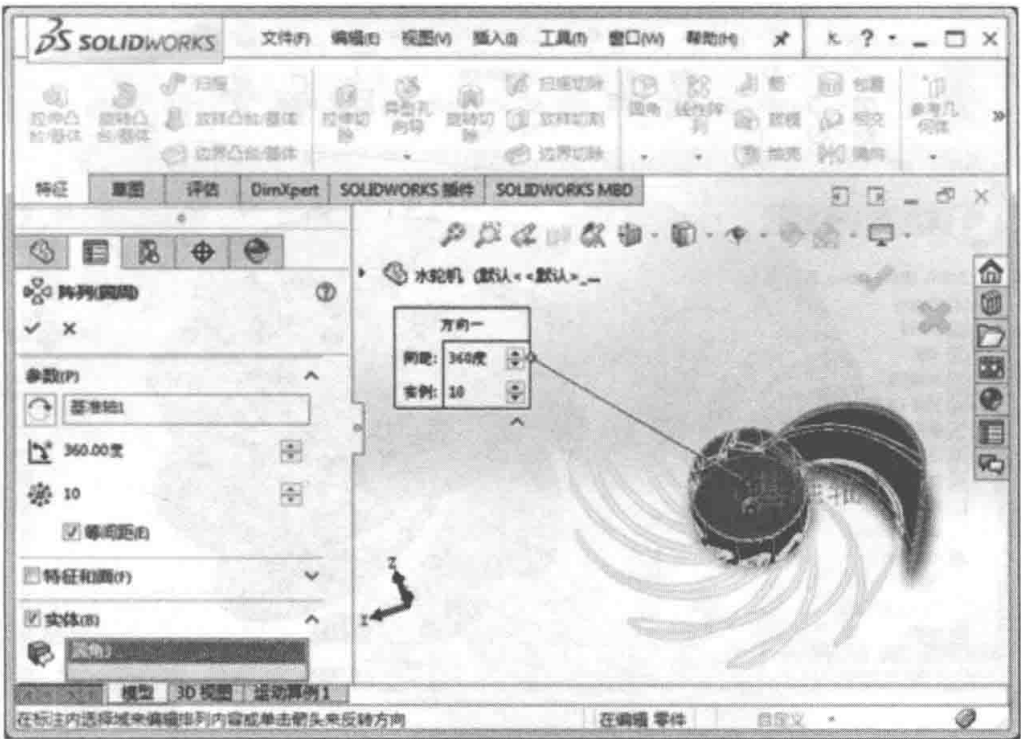 DS SOLIDWORKS 文件(F) 编辑(E) 视图(V) 插入(I) 工具(T) 窗口(W) 帮助(H)
扫描 扫描切除 筋 包覆
拉伸凸台/基体 旋转凸台/基体 放样凸台/基体 拉伸切除 异型孔向导 旋转切除 放样切割 圆角 线性阵列 拔模 相交 参考几何体
边界凸台/基体 边界切除 抽壳 镜向
特征 草图 评估 DimXpert SOLIDWORKS 插件 SOLIDWORKS MBD
水轮机 (默认<<默认>_...
阵列(圆周)
方向一
间距: 360度
实例: 10
参数(P)
基准轴1
360.00度
10
等间距(E)
特征和面(F)
实体(B)
圆角1
Z
X
模型 3D 视图 运动算例1
在标注内选择域来编辑排列内容或单击箭头来反转方向 在编辑 零件 自定义